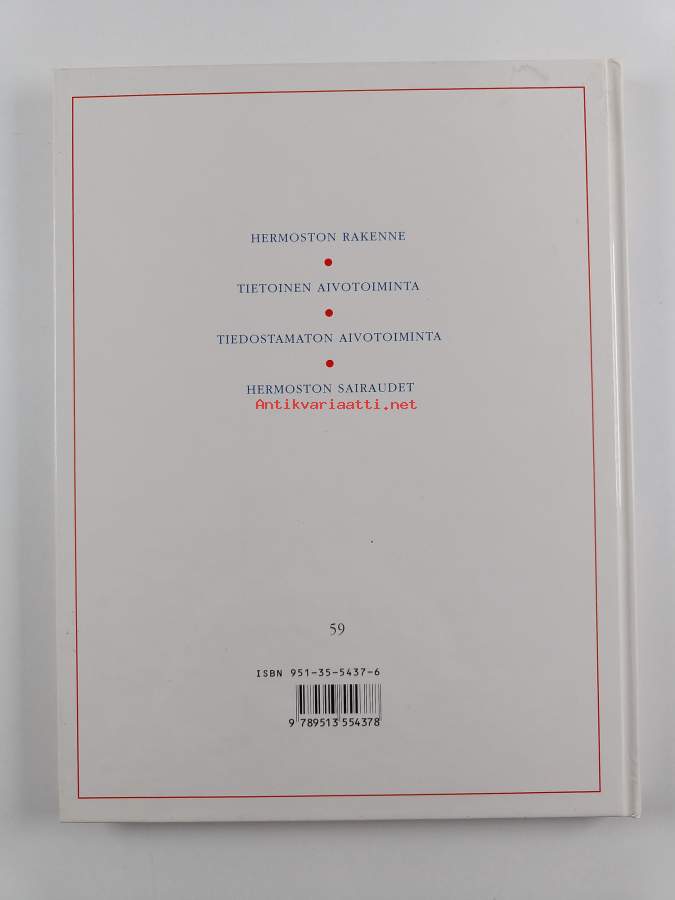 HERMOSTON RAKENNE
TIETOINEN AIVOTOIMINTA
TIEDOSTAMATON AIVOTOIMINTA
HERMOSTON SAIRAUDET
Antikvariaatti.net
59
ISBN 951-35-5437-6
9 789513 554378